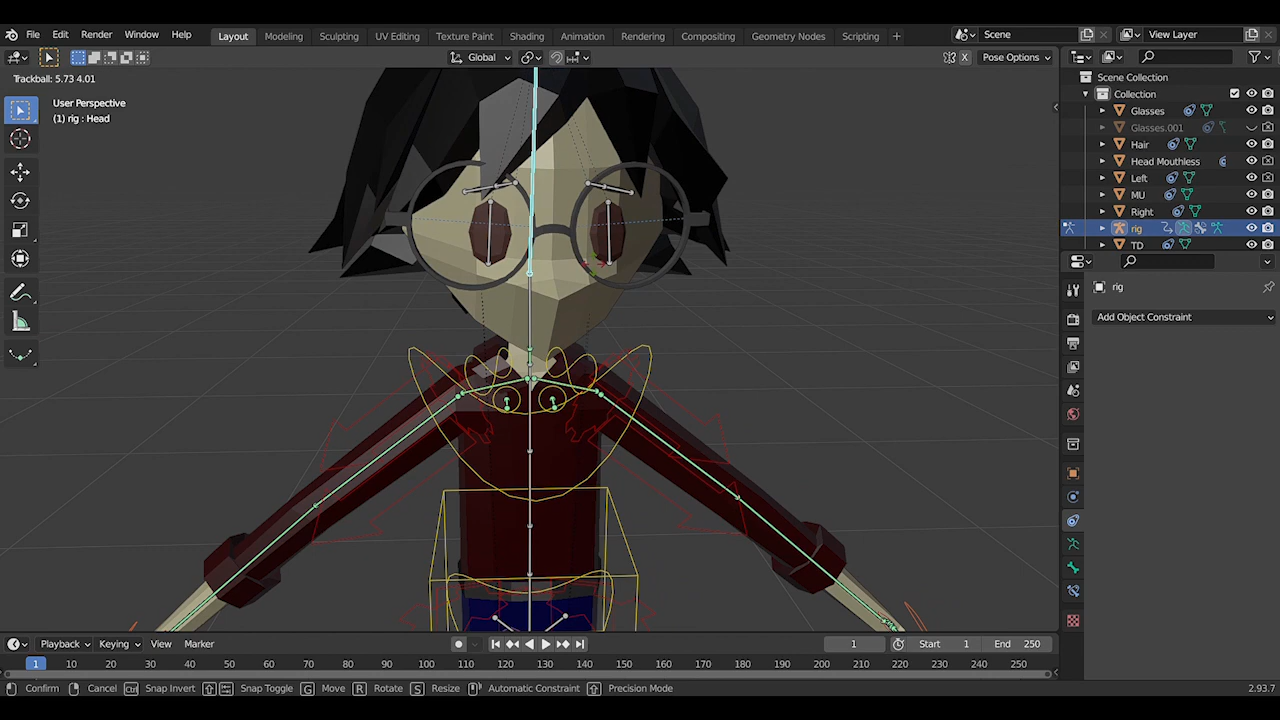 File Edit Render Window Help Layout Modeling Sculpting UV Editing Texture Paint Shading Animation Rendering Compositing Geometry Nodes Scripting + Scene View Layer
Global X Pose Options
Trackball: 5.73 4.01
User Perspective
(1) rig : Head
Scene Collection
Collection
Glasses
Glasses.001
Hair
Head Mouthless
Left
MU
Right
rig
TD
rig
Add Object Constraint
Playback Keying View Marker 1 Start 1 End 250
1 10 20 30 40 50 60 70 80 90 100 110 120 130 140 150 160 170 180 190 200 210 220 230 240 250
Confirm Cancel Ctrl Snap Invert Snap Toggle G Move R Rotate S Resize Automatic Constraint Precision Mode 2.93.7